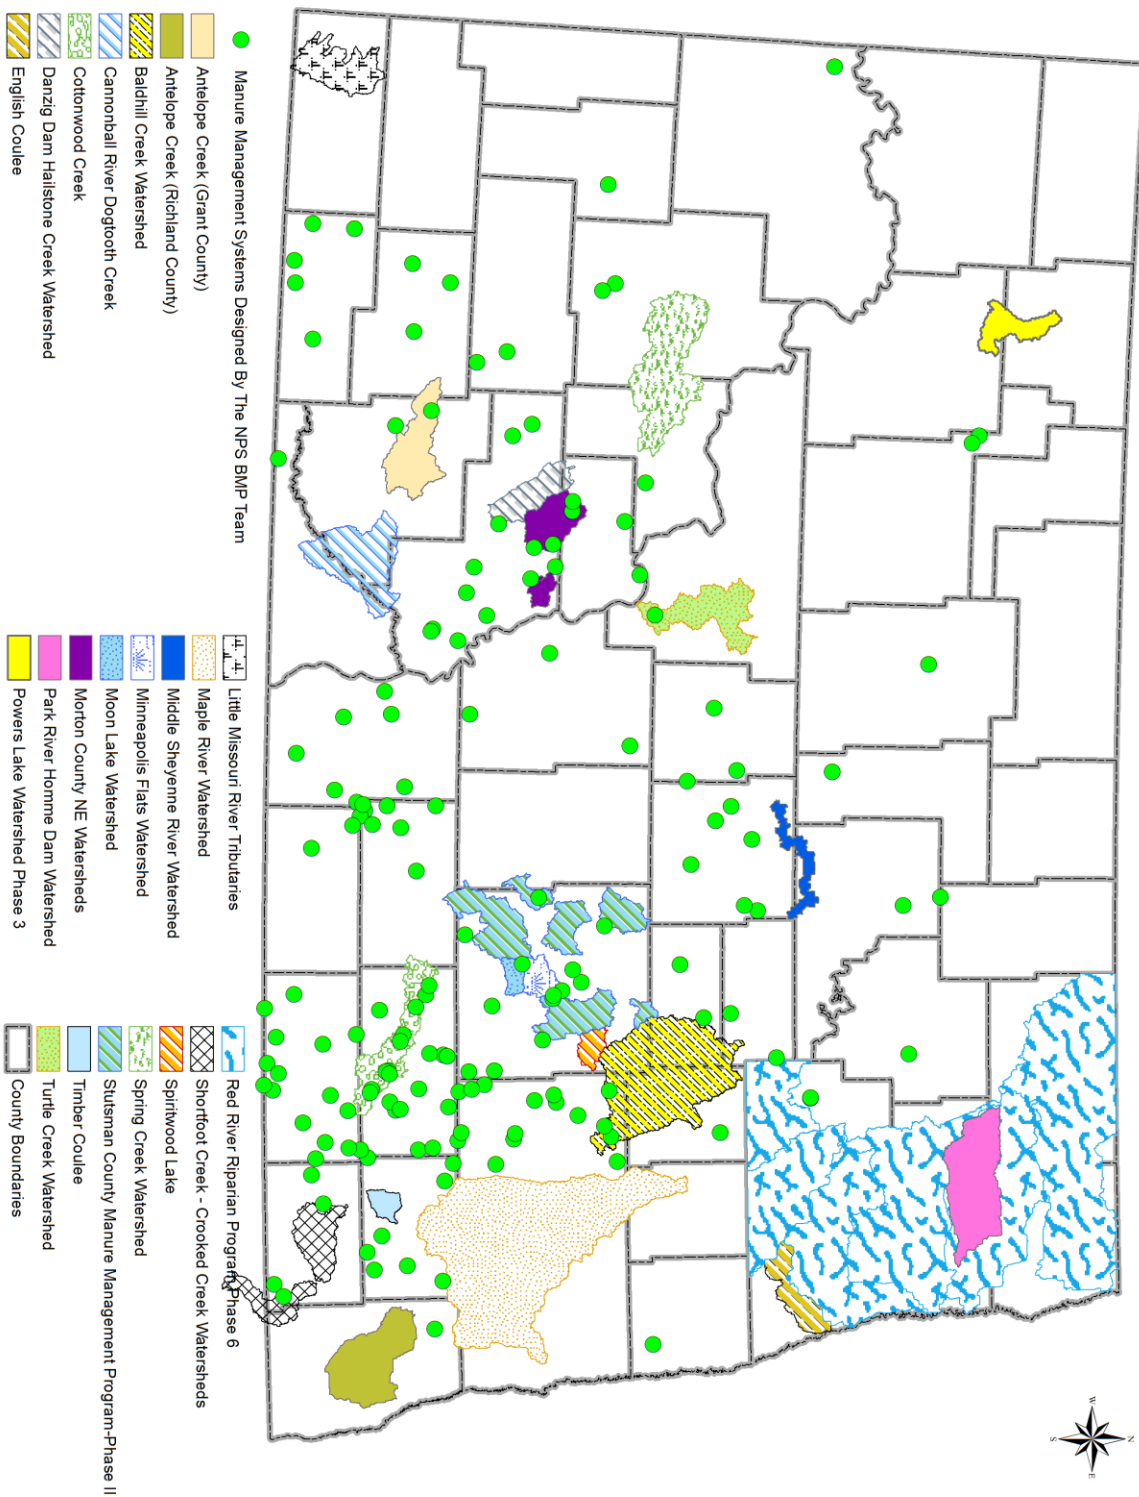 Manure Management Systems Designed By The NPS BMP Team
Antelope Creek (Grant County)
Antelope Creek (Richland County)
Baldhill Creek Watershed
Cannonball River Dogtooth Creek
Cottonwood Creek
Danzig Dam Hailstone Creek Watershed
English Coulee
Little Missouri River Tributaries
Maple River Watershed
Middle Sheyenne River Watershed
Minneapolis Flats Watershed
Moon Lake Watershed
Morton County NE Watersheds
Park River Homme Dam Watershed
Powers Lake Watershed Phase 3
Red River Riparian Program Phase 6
Shortfoot Creek - Crooked Creek Watersheds
Spiritwood Lake
Spring Creek Watershed
Stutsman County Manure Management Program-Phase II
Timber Coulee
Turtle Creek Watershed
County Boundaries
N
W
E
S